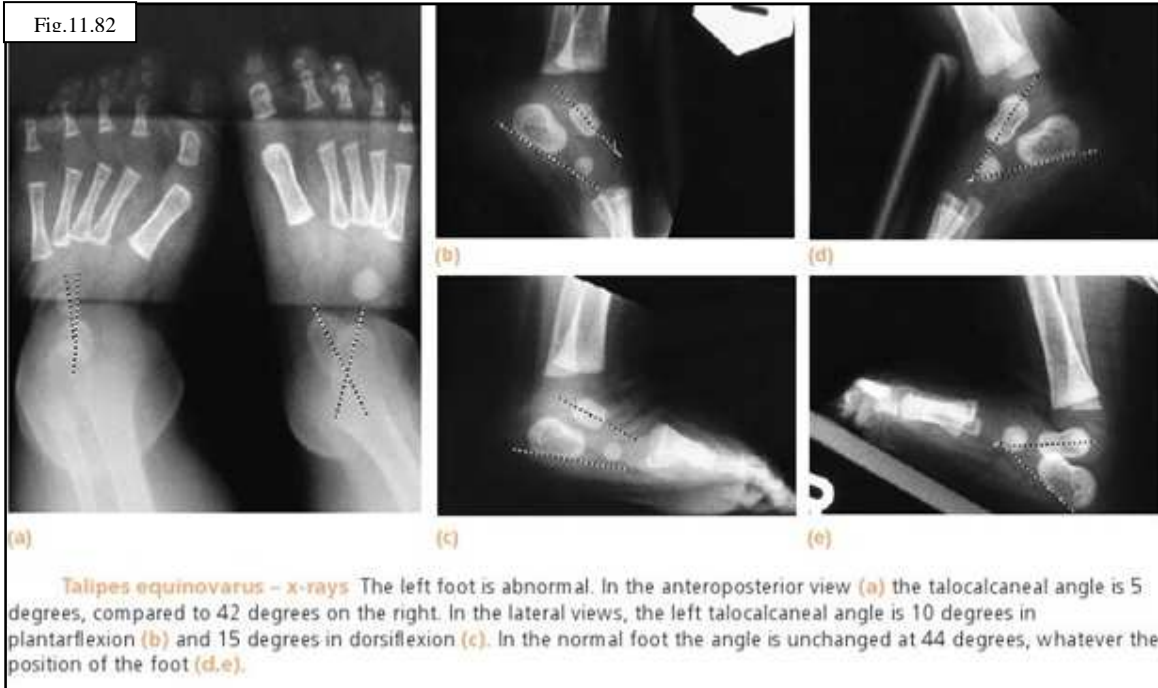 Fig.11.82
(a)
(b)
(d)
(c)
(e)
Talipes equinovarus – x-rays The left foot is abnormal. In the anteroposterior view (a) the talocalcaneal angle is 5
degrees, compared to 42 degrees on the right. In the lateral views, the left talocalcaneal angle is 10 degrees in
plantarflexion (b) and 15 degrees in dorsiflexion (c). In the normal foot the angle is unchanged at 44 degrees, whatever the
position of the foot (d,e).